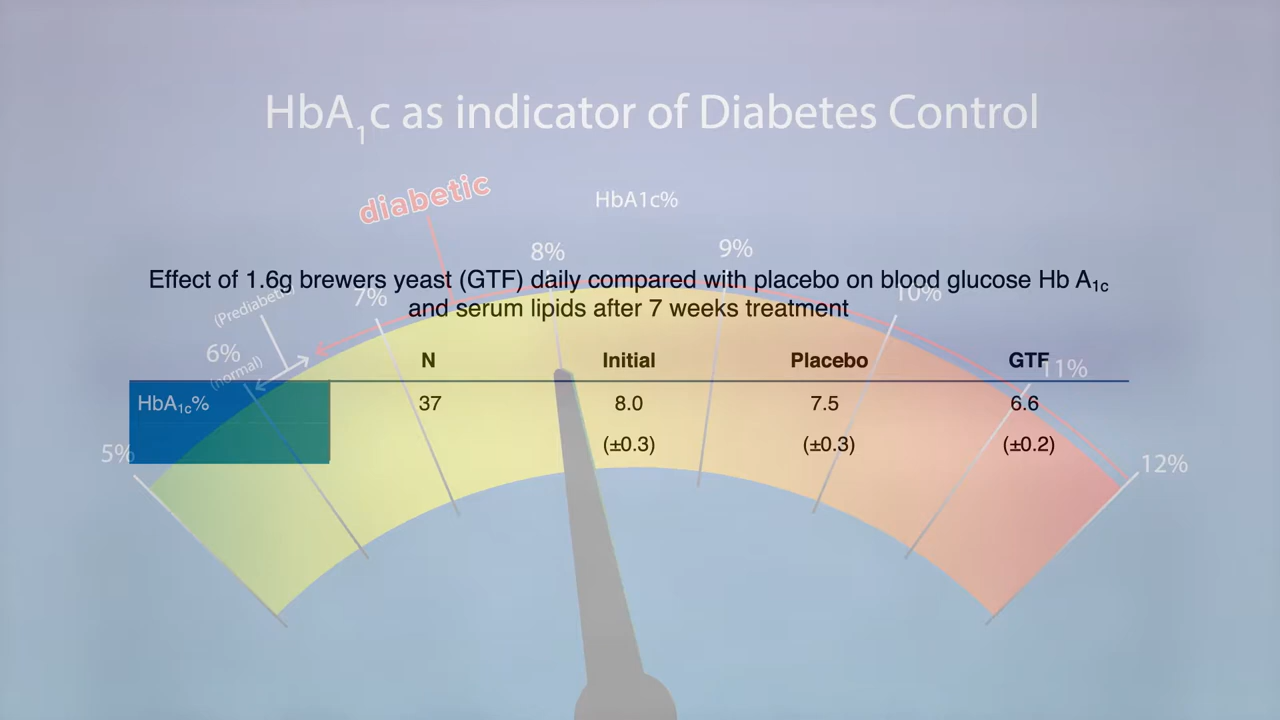 HbA1c as indicator of Diabetes Control
diabetic
HbA1c%
8%
9%
Effect of 1.6g brewers yeast (GTF) daily compared with placebo on blood glucose Hb A1c
and serum lipids after 7 weeks treatment
(Prediabetic)
7%
10%
6%
(normal)
11%
N Initial Placebo GTF
HbA1c% 37 8.0 7.5 6.6
(±0.3) (±0.3) (±0.2)
5%
12%